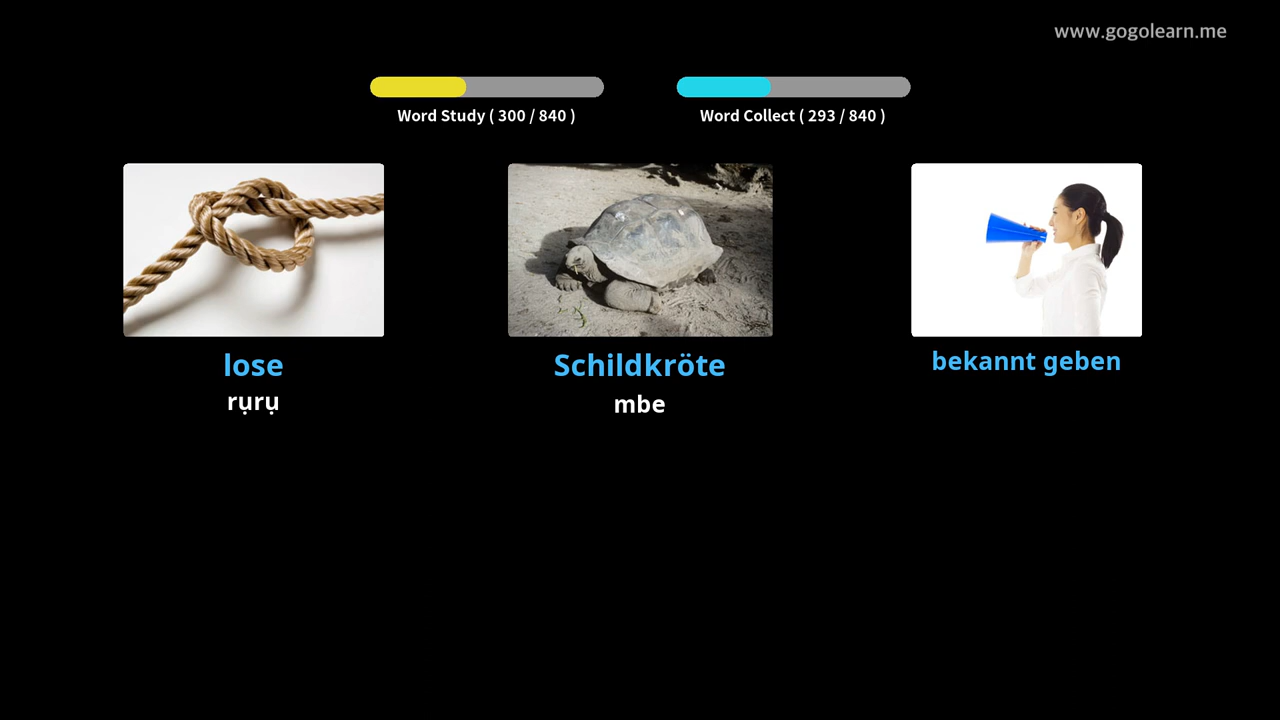 www.gogolearn.me
Word Study ( 300 / 840 )
Word Collect ( 293 / 840 )
lose
rụrụ
Schildkröte
mbe
bekannt geben